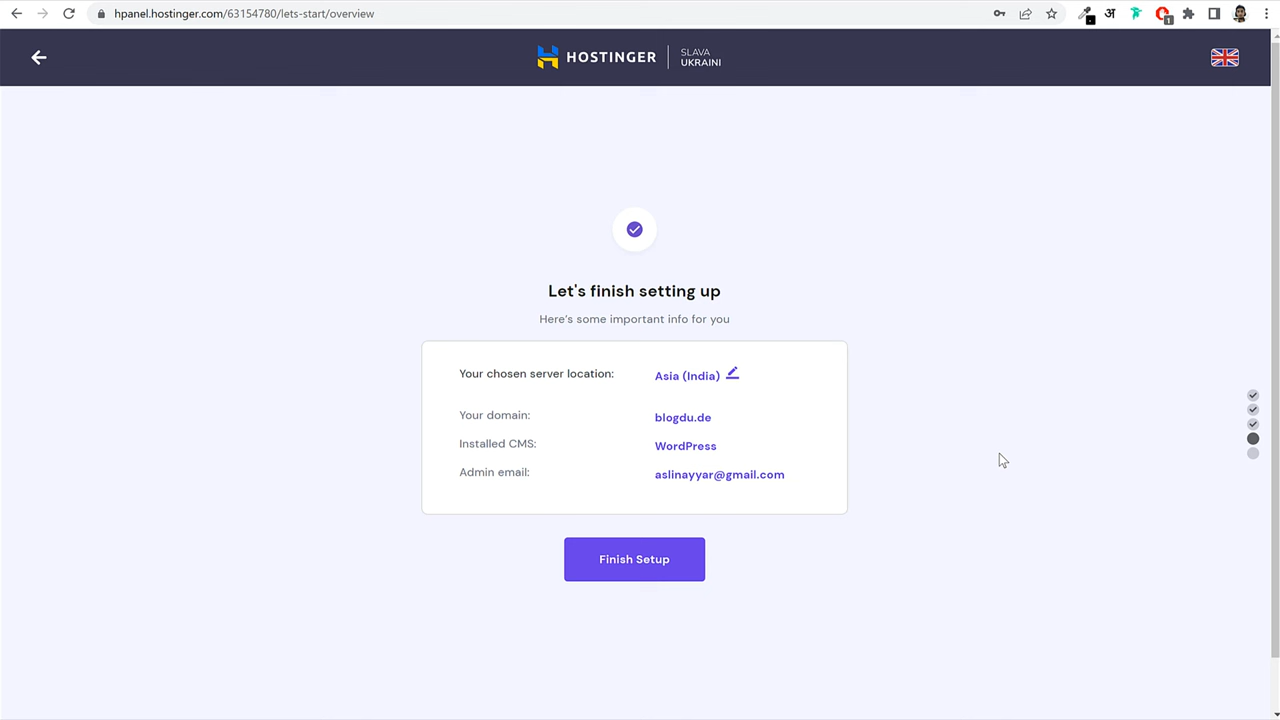 hpanel.hostinger.com/63154780/lets-start/overview
अ
1
HOSTINGER
SLAVA
UKRAINI
Let's finish setting up
Here's some important info for you
Your chosen server location: Asia (India)
Your domain: blogdu.de
Installed CMS: WordPress
Admin email: aslinayyar@gmail.com
Finish Setup